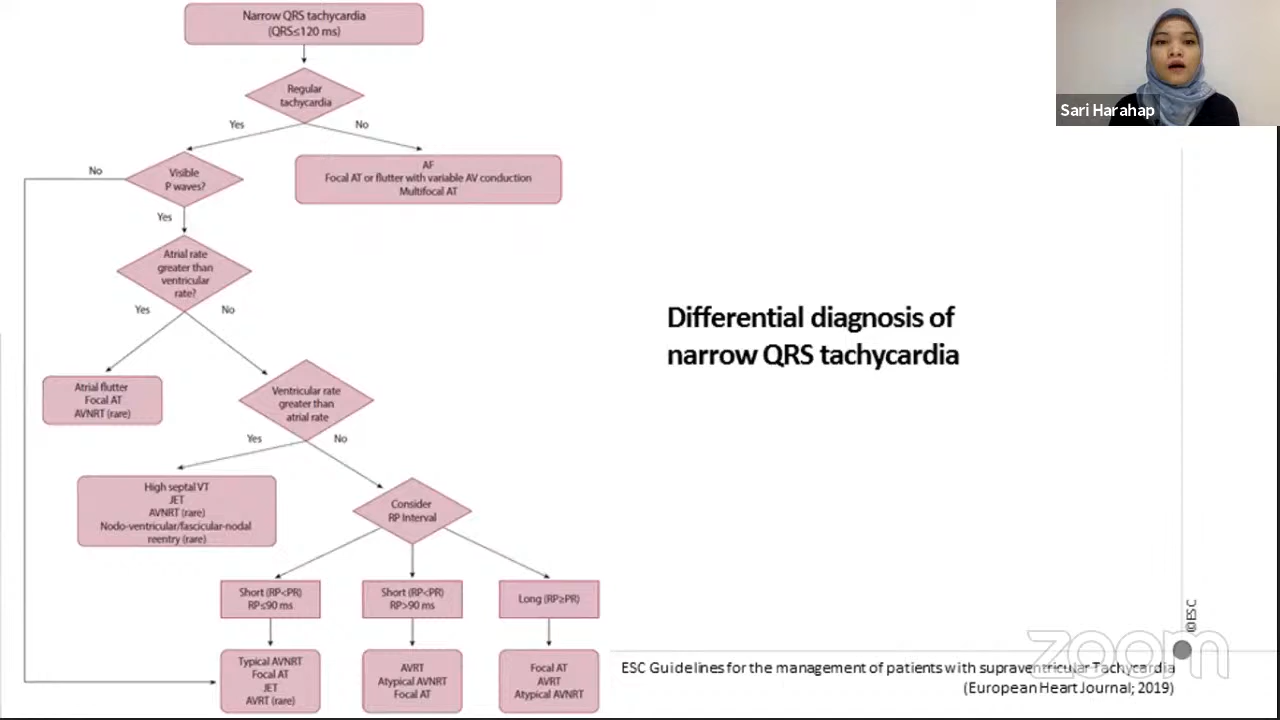 Narrow QRS tachycardia
(QRS≤120 ms)
Regular
tachycardia
Yes
No
Visible
P waves?
No
AF
Focal AT or flutter with variable AV conduction
Multifocal AT
Yes
Atrial rate
greater than
ventricular
rate?
Yes
No
Atrial flutter
Focal AT
AVNRT (rare)
Ventricular rate
greater than
atrial rate
Yes
No
High septal VT
JET
AVNRT (rare)
Nodo-ventricular/fascicular-nodal
reentry (rare)
Consider
RP Interval
Short (RP<PR)
RP≤90 ms
Short (RP<PR)
RP>90 ms
Long (RP≥PR)
Typical AVNRT
Focal AT
JET
AVRT (rare)
AVRT
Atypical AVNRT
Focal AT
Focal AT
AVRT
Atypical AVNRT
Differential diagnosis of
narrow QRS tachycardia
Sari Harahap
©ESC
zoom
ESC Guidelines for the management of patients with supraventricular Tachycardia
(European Heart Journal; 2019)